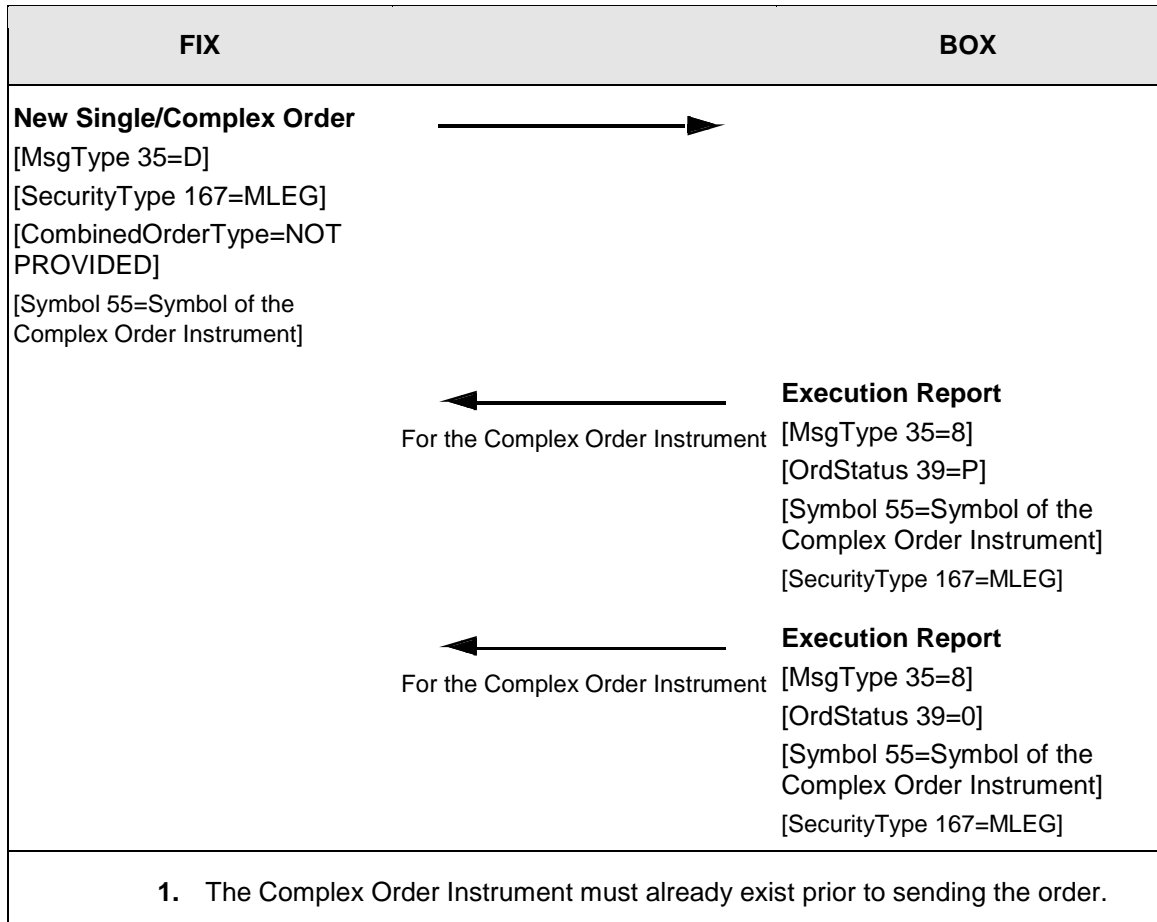 FIX
BOX
New Single/Complex Order
[MsgType 35=D]
[SecurityType 167=MLEG]
[CombinedOrderType=NOT
PROVIDED]
[Symbol 55=Symbol of the
Complex Order Instrument]
For the Complex Order Instrument
Execution Report
[MsgType 35=8]
[OrdStatus 39=P]
[Symbol 55=Symbol of the
Complex Order Instrument]
[SecurityType 167=MLEG]
For the Complex Order Instrument
Execution Report
[MsgType 35=8]
[OrdStatus 39=0]
[Symbol 55=Symbol of the
Complex Order Instrument]
[SecurityType 167=MLEG]
1. The Complex Order Instrument must already exist prior to sending the order.